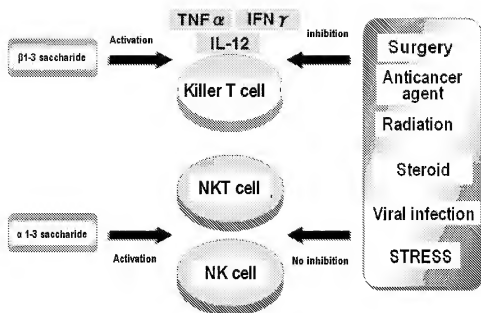 TNF α IFN γ
IL-12
Activation
inhibition
β1-3 saccharide
Killer T cell
Surgery
Anticancer
agent
Radiation
Steroid
Viral infection
STRESS
NKT cell
α 1-3 saccharide
Activation
NK cell
No inhibition